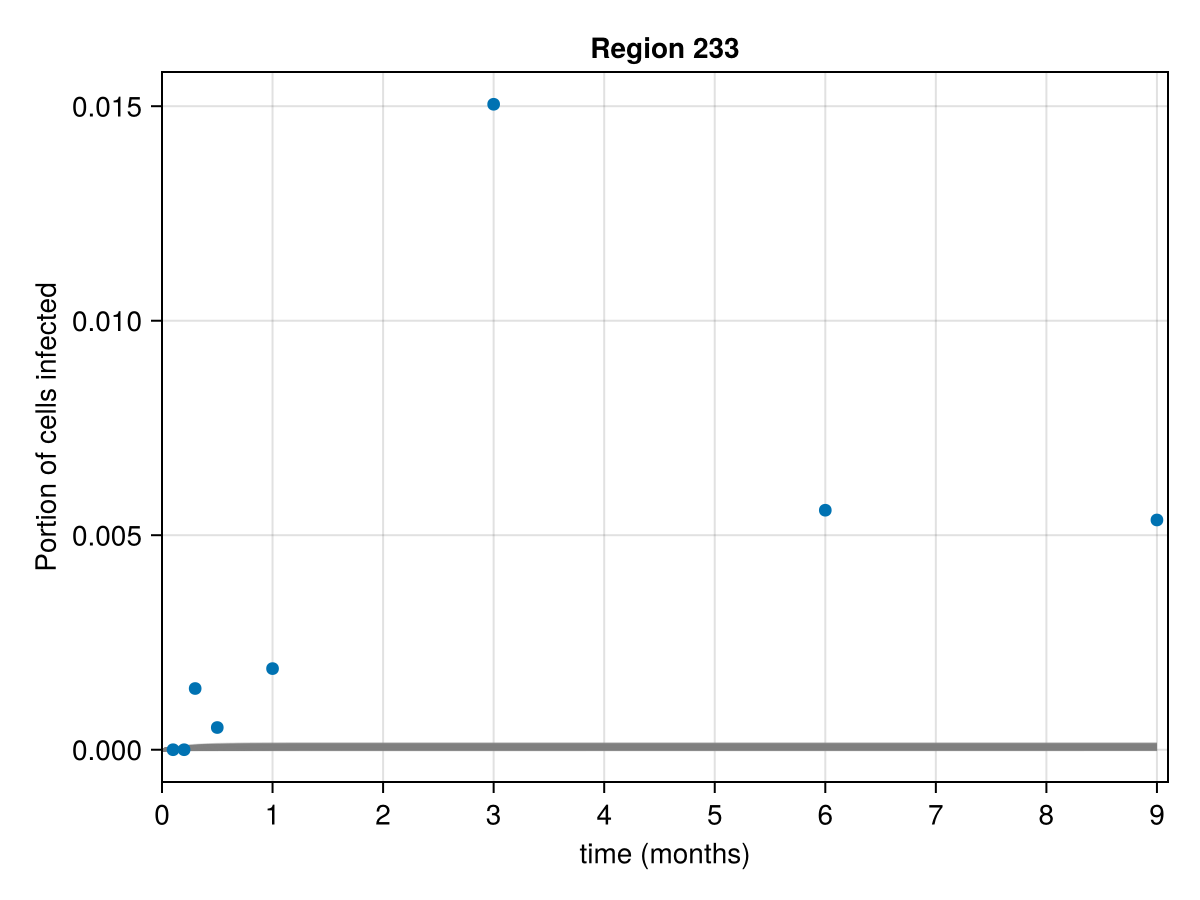 Region 233
0.015
0.010
0.005
0.000
Portion of cells infected
0 1 2 3 4 5 6 7 8 9
time (months)